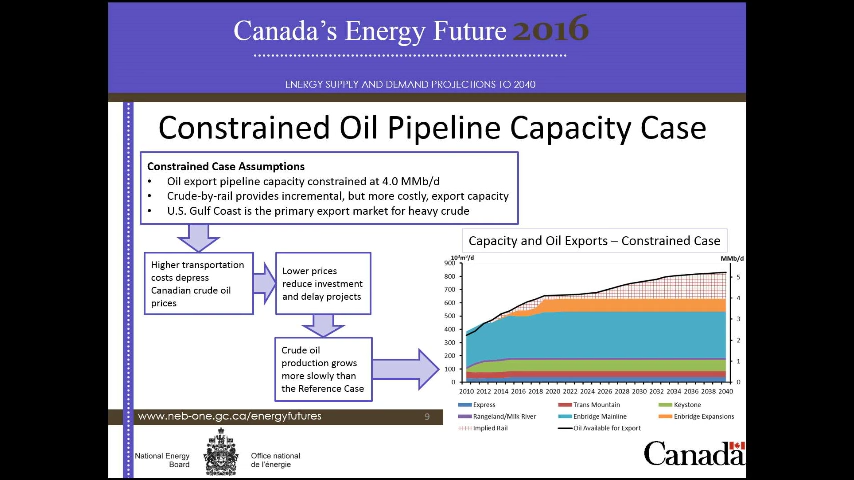 Canada's Energy Future 2016
ENERGY SUPPLY AND DEMAND PROJECTIONS TO 2040
Constrained Oil Pipeline Capacity Case
Constrained Case Assumptions
• Oil export pipeline capacity constrained at 4.0 MMb/d
• Crude-by-rail provides incremental, but more costly, export capacity
• U.S. Gulf Coast is the primary export market for heavy crude
Higher transportation
costs depress
Canadian crude oil
prices
Lower prices
reduce investment
and delay projects
Crude oil
production grows
more slowly than
the Reference Case
Capacity and Oil Exports – Constrained Case
10³m³/d
MMb/d
900
800
700
600
500
400
300
200
100
0
5
4
3
2
1
0
2010 2012 2014 2016 2018 2020 2022 2024 2026 2028 2030 2032 2034 2036 2038 2040
Express
Trans Mountain
Keystone
Rangeland/Milk River
Enbridge Mainline
Enbridge Expansions
Implied Rail
Oil Available for Export
www.neb-one.gc.ca/energyfutures
9
National Energy
Board
Office national
de l'énergie
Canada